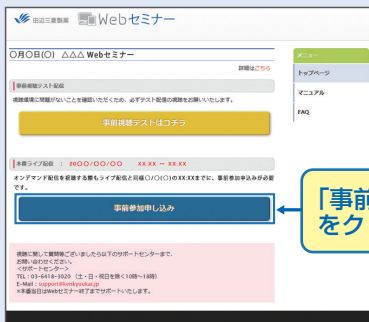 田辺三菱製薬 Webセミナー
〇月〇日(〇) △△△ Webセミナー
詳細はこちら
メニュー
トップページ
マニュアル
FAQ
事前視聴テスト配信
視聴環境に問題がないことを確認いただくため、必ずテスト配信の視聴をお願いいたします。
事前視聴テストはコチラ
本番ライブ配信 : 20〇〇/〇〇/〇〇 XX:XX ～ XX:XX
オンデマンド配信を視聴する際もライブ配信と同様〇/〇(〇)のXX:XXまでに、事前参加申込みが必要
です。
事前参加申し込み
「事前
をク
視聴に関して質問等ございましたら以下のサポートセンターまで、
お問い合わせください。
<サポートセンター>
TEL : 03-6418-3020 (土・日・祝日を除く10時～18時)
E-Mail : support@kenkyuukai.jp
※本番当日はWebセミナー終了までサポートいたします。